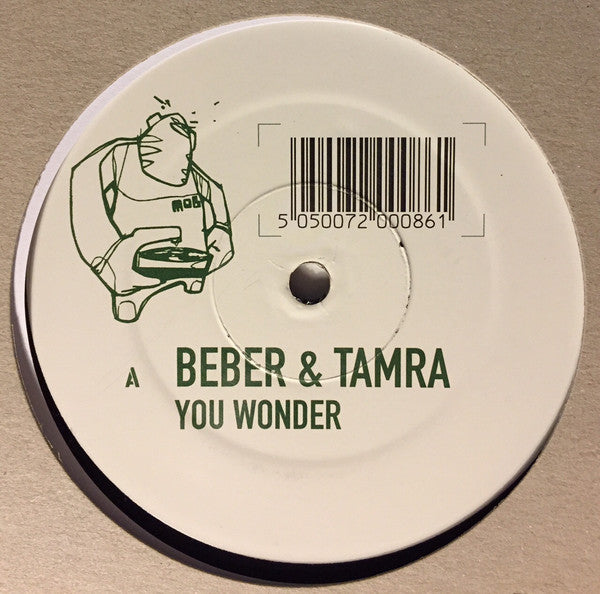 MOB
5 050072 000861
A
BEBER & TAMRA
YOU WONDER